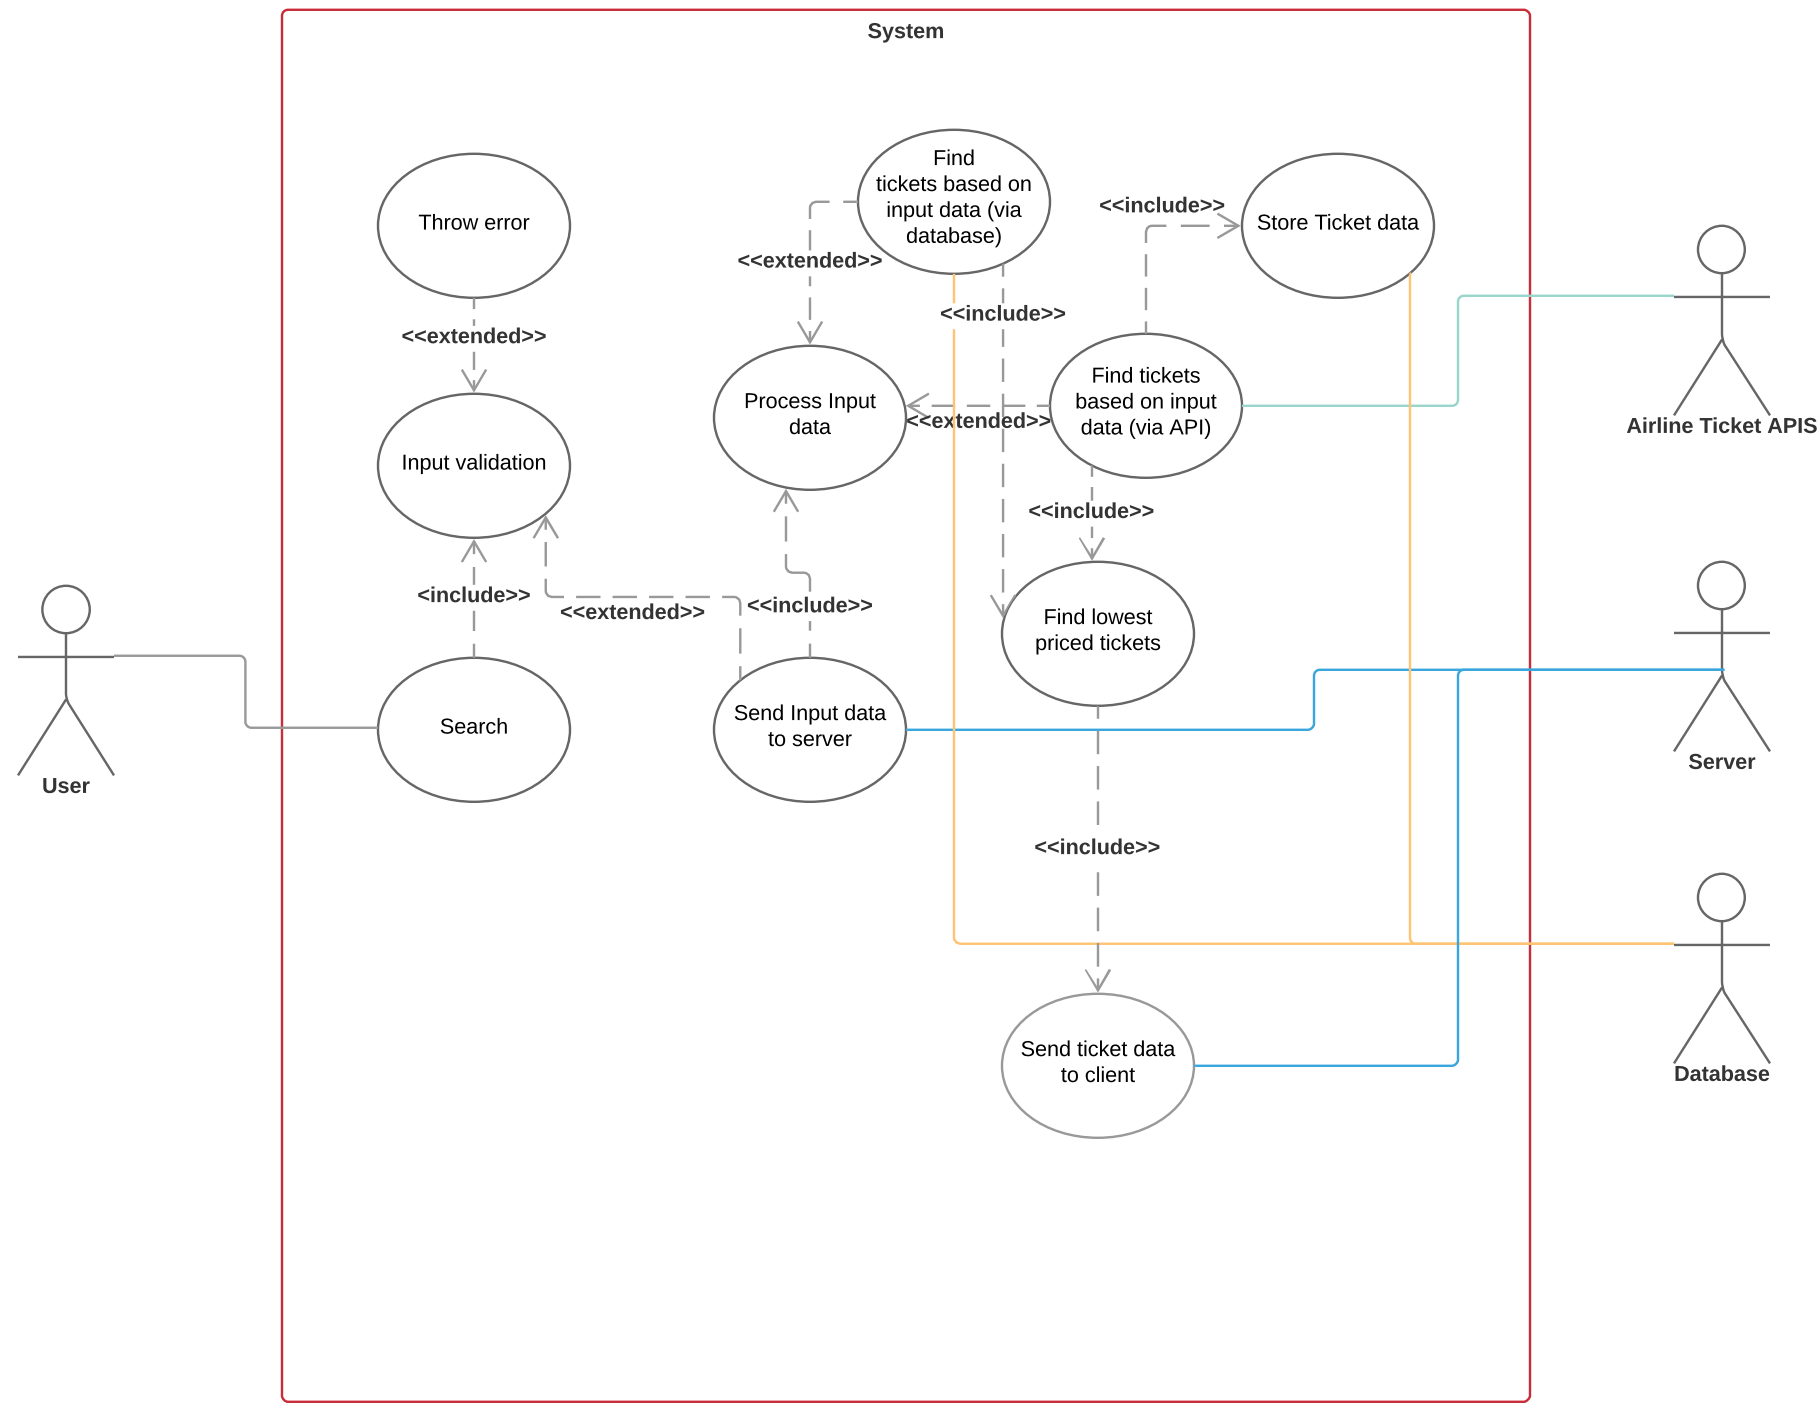 System
Find
tickets based on
input data (via
database)
Throw error
<<include>>
Store Ticket data
<<extended>>
<<include>>
<<extended>>
Find tickets
based on input
data (via API)
Process Input
data
<<extended>>
Airline Ticket APIS
Input validation
<<include>>
<include>>
<<extended>>
<<include>>
Find lowest
priced tickets
Search
Send Input data
to server
User
Server
<<include>>
Send ticket data
to client
Database